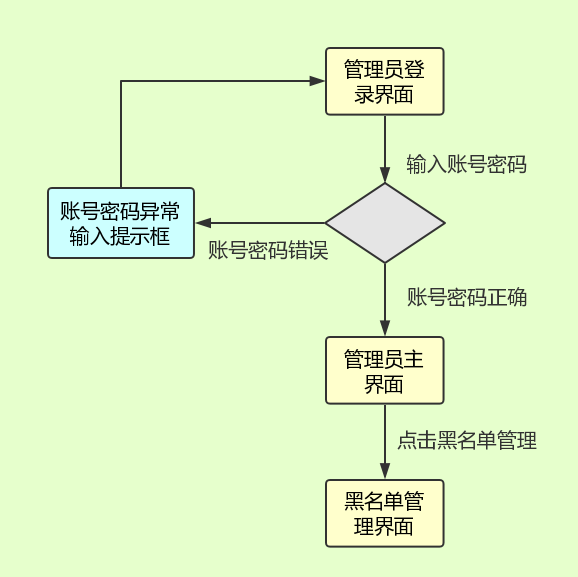 管理员登
录界面
输入账号密码
账号密码异常
输入提示框
账号密码错误
账号密码正确
管理员主
界面
点击黑名单管理
黑名单管
理界面